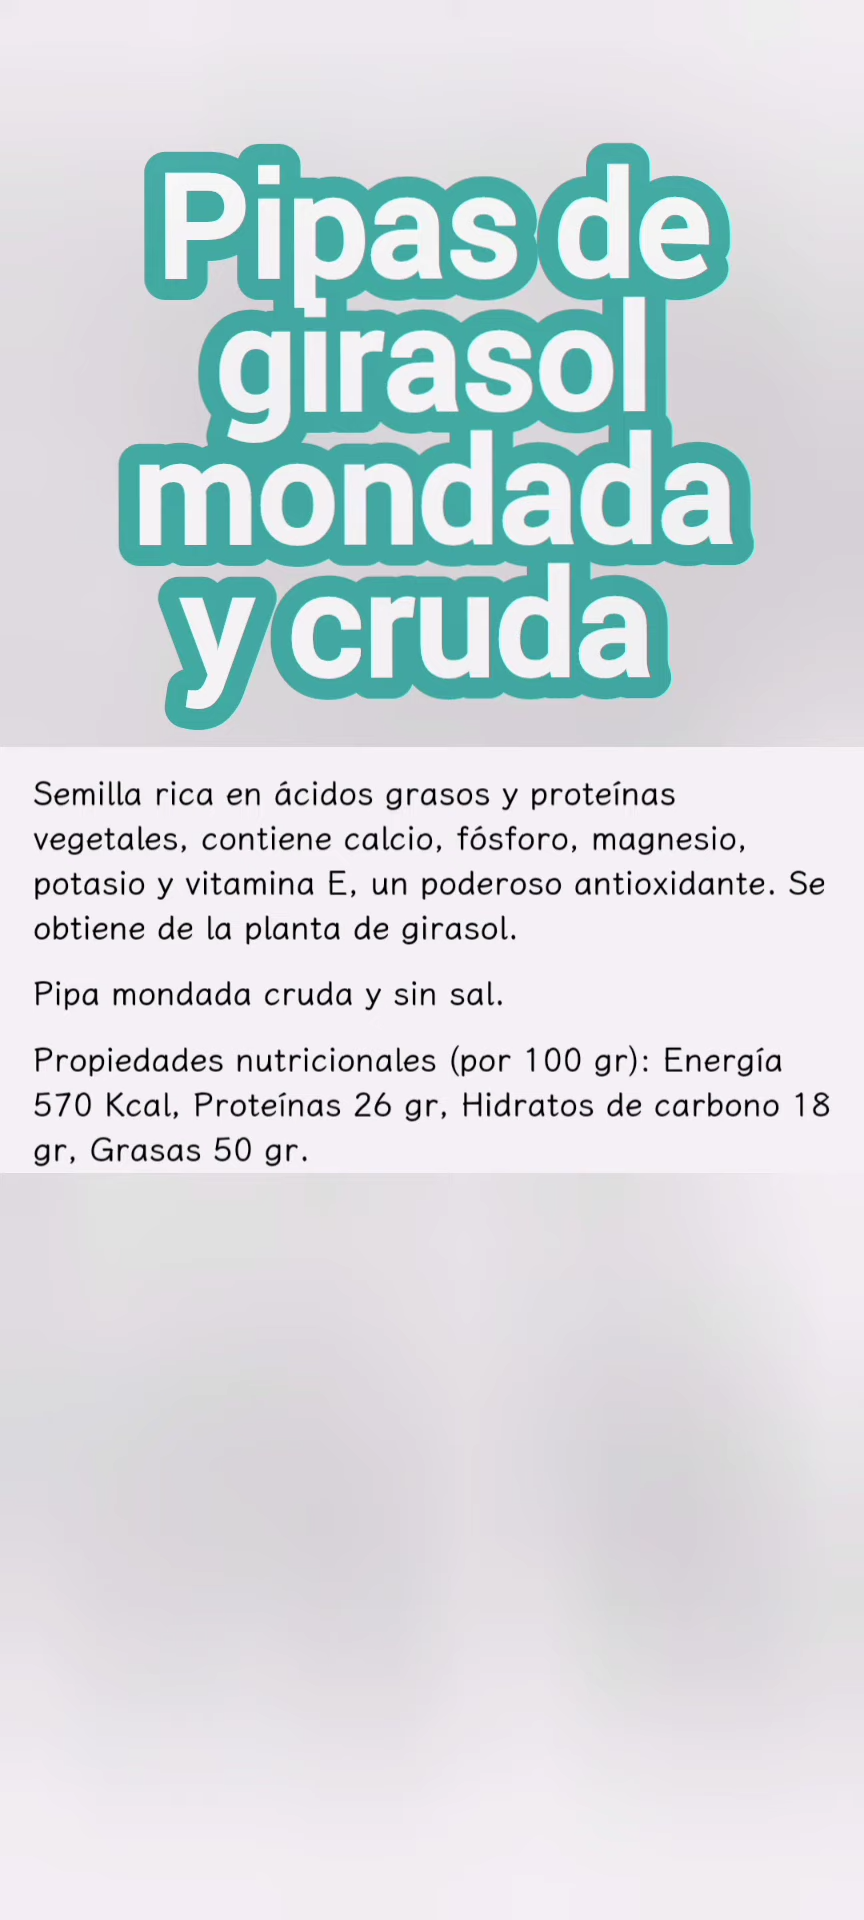 Pipas de
girasol
mondada
y cruda
Semilla rica en ácidos grasos y proteínas
vegetales, contiene calcio, fósforo, magnesio,
potasio y vitamina E, un poderoso antioxidante. Se
obtiene de la planta de girasol.
Pipa mondada cruda y sin sal.
Propiedades nutricionales (por 100 gr): Energía
570 Kcal, Proteínas 26 gr, Hidratos de carbono 18
gr, Grasas 50 gr.